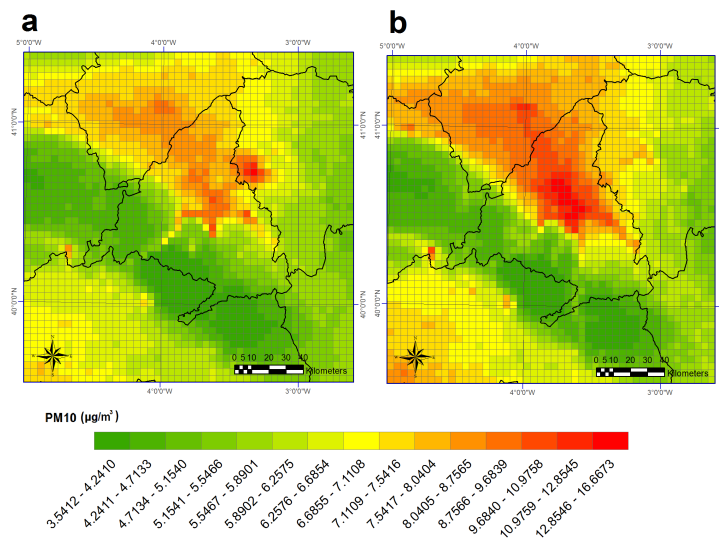 a
b
5°0'0"W 4°0'0"W 3°0'0"W
5°0'0"W 4°0'0"W 3°0'0"W
41°0'0"N
41°0'0"N
40°0'0"N
40°0'0"N
N
N
0 5 10 20 30 40
Kilometers
0 5 10 20 30 40
Kilometers
4°0'0"W 3°0'0"W
4°0'0"W 3°0'0"W
PM10 (µg/m³)
3.5412 - 4.2410
4.2411 - 4.7133
4.7134 - 5.1540
5.1541 - 5.5466
5.5467 - 5.8901
5.8902 - 6.2575
6.2576 - 6.6854
6.6855 - 7.1108
7.1109 - 7.5416
7.5417 - 8.0404
8.0405 - 8.7565
8.7566 - 9.6839
9.6840 - 10.9758
10.9759 - 12.8545
12.8546 - 16.6673